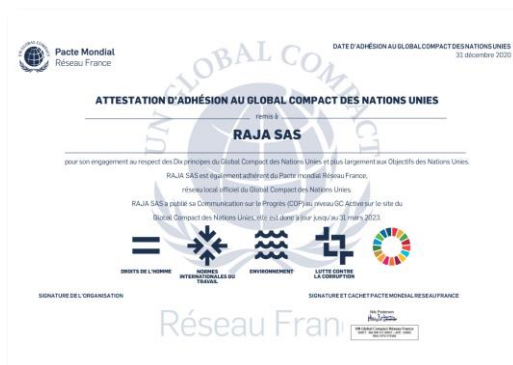 Pacte Mondial
Réseau France
DATE D'ADHÉSION AU GLOBAL COMPACT DES NATIONS UNIES
31 décembre 2020
UN GLOBAL COMPACT
ATTESTATION D'ADHÉSION AU GLOBAL COMPACT DES NATIONS UNIES
remis à
RAJA SAS
pour son engagement au respect des Dix principes du Global Compact des Nations Unies et plus largement aux Objectifs des Nations Unies.
RAJA SAS est également adhérent du Pacte mondial Réseau France,
réseau local officiel du Global Compact des Nations Unies.
RAJA SAS a publié sa Communication sur le Progrès (COP) au niveau GC Active sur le site du
Global Compact des Nations Unies, elle est donc à jour jusqu'au 31 mars 2023
DROITS DE L'HOMME
NORMES INTERNATIONALES DU TRAVAIL
ENVIRONNEMENT
LUTTE CONTRE LA CORRUPTION
SIGNATURE DE L'ORGANISATION
SIGNATURE ET CACHET PACTE MONDIAL RESEAU FRANCE
Réseau Fran